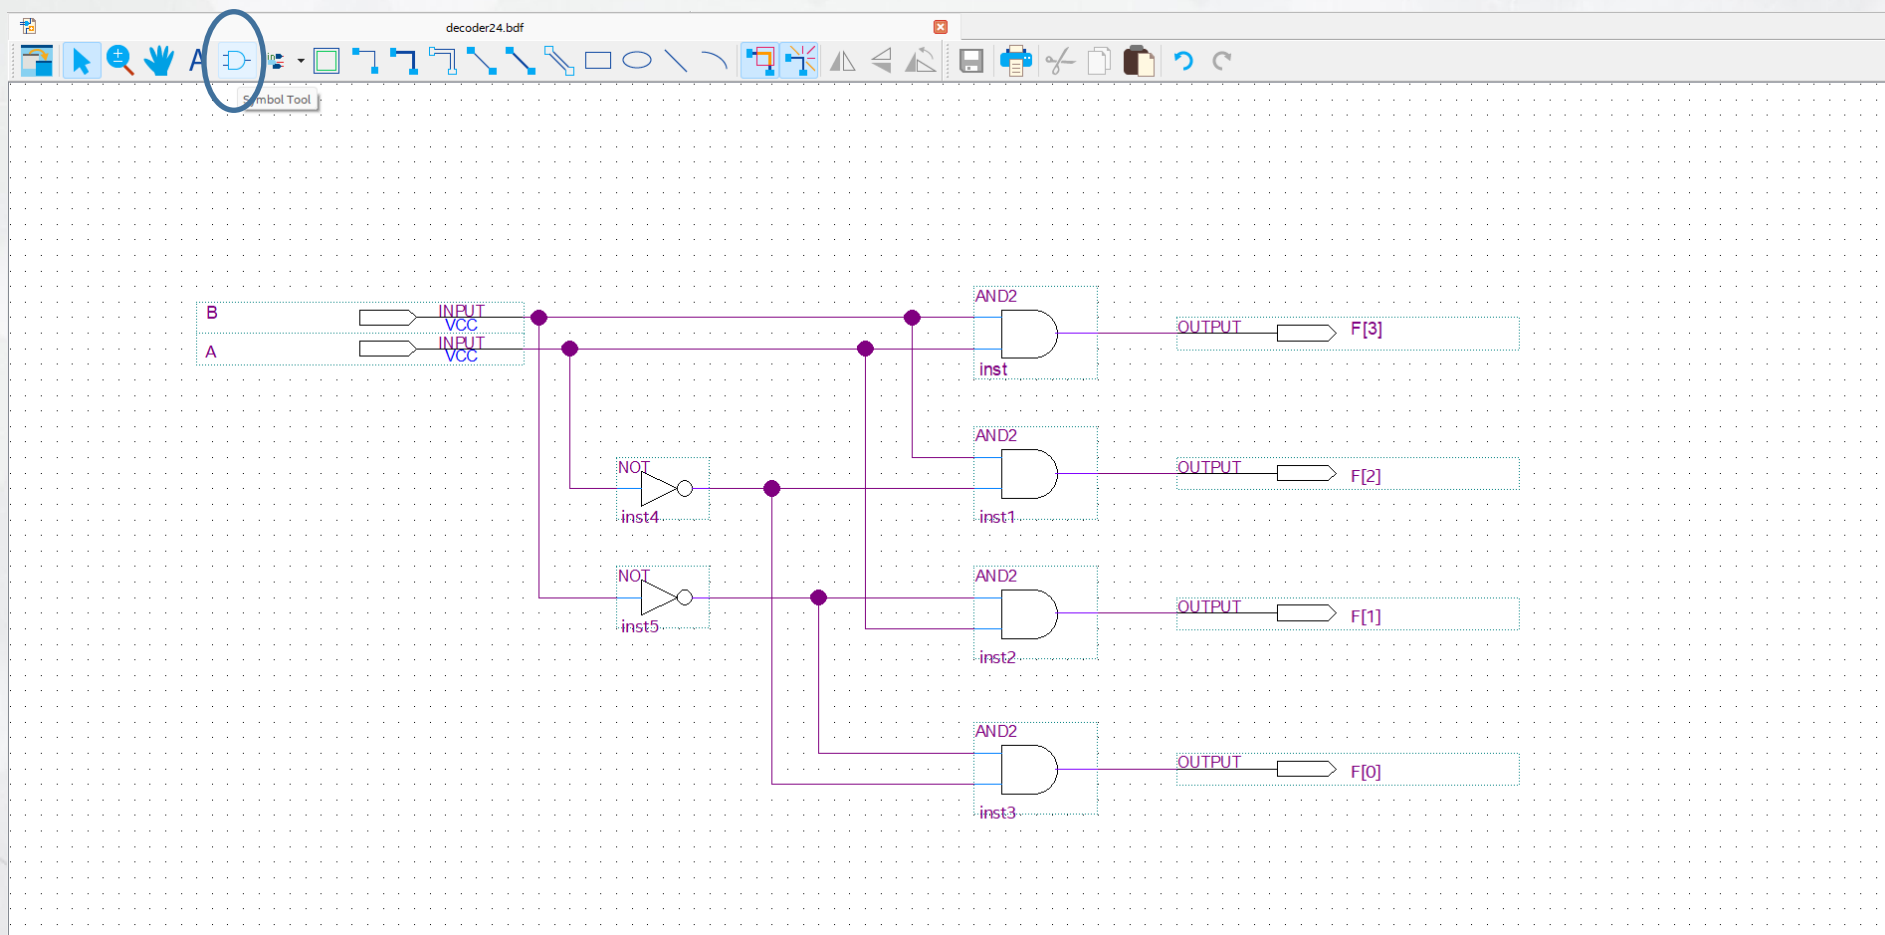 decoder24.bdf
A
Symbol Tool
B INPUT
VCC
A INPUT
VCC
AND2
inst
OUTPUT F[3]
AND2
inst1
OUTPUT F[2]
NOT
inst4
NOT
inst5
AND2
inst2
OUTPUT F[1]
AND2
inst3
OUTPUT F[0]